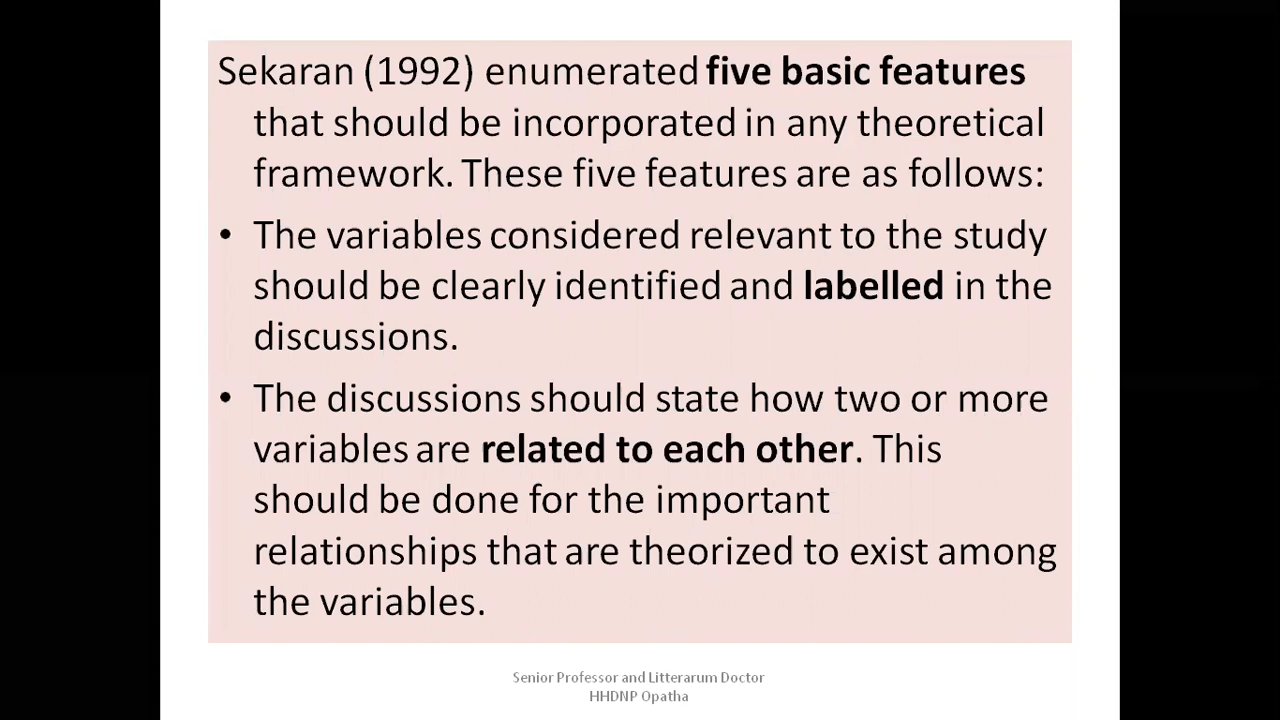 Sekaran (1992) enumerated five basic features
that should be incorporated in any theoretical
framework. These five features are as follows:
• The variables considered relevant to the study
should be clearly identified and labelled in the
discussions.
• The discussions should state how two or more
variables are related to each other. This
should be done for the important
relationships that are theorized to exist among
the variables.
Senior Professor and Litterarum Doctor
HHDNP Opatha